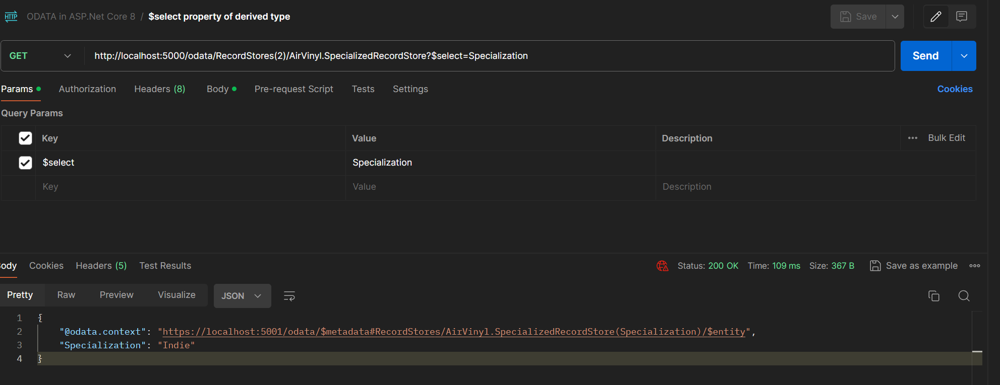 HTTP ODATA in ASP.Net Core 8 / $select property of derived type Save
GET http://localhost:5000/odata/RecordStores(2)/AirVinyl.SpecializedRecordStore?$select=Specialization Send
Params Authorization Headers (8) Body Pre-request Script Tests Settings Cookies
Query Params
Key Value Description Bulk Edit
$select Specialization
Key Value Description
ody Cookies Headers (5) Test Results Status: 200 OK Time: 109 ms Size: 367 B Save as example
Pretty Raw Preview Visualize JSON
1 {
2 "@odata.context": "https://localhost:5001/odata/$metadata#RecordStores/AirVinyl.SpecializedRecordStore(Specialization)/$entity",
3 "Specialization": "Indie"
4 }